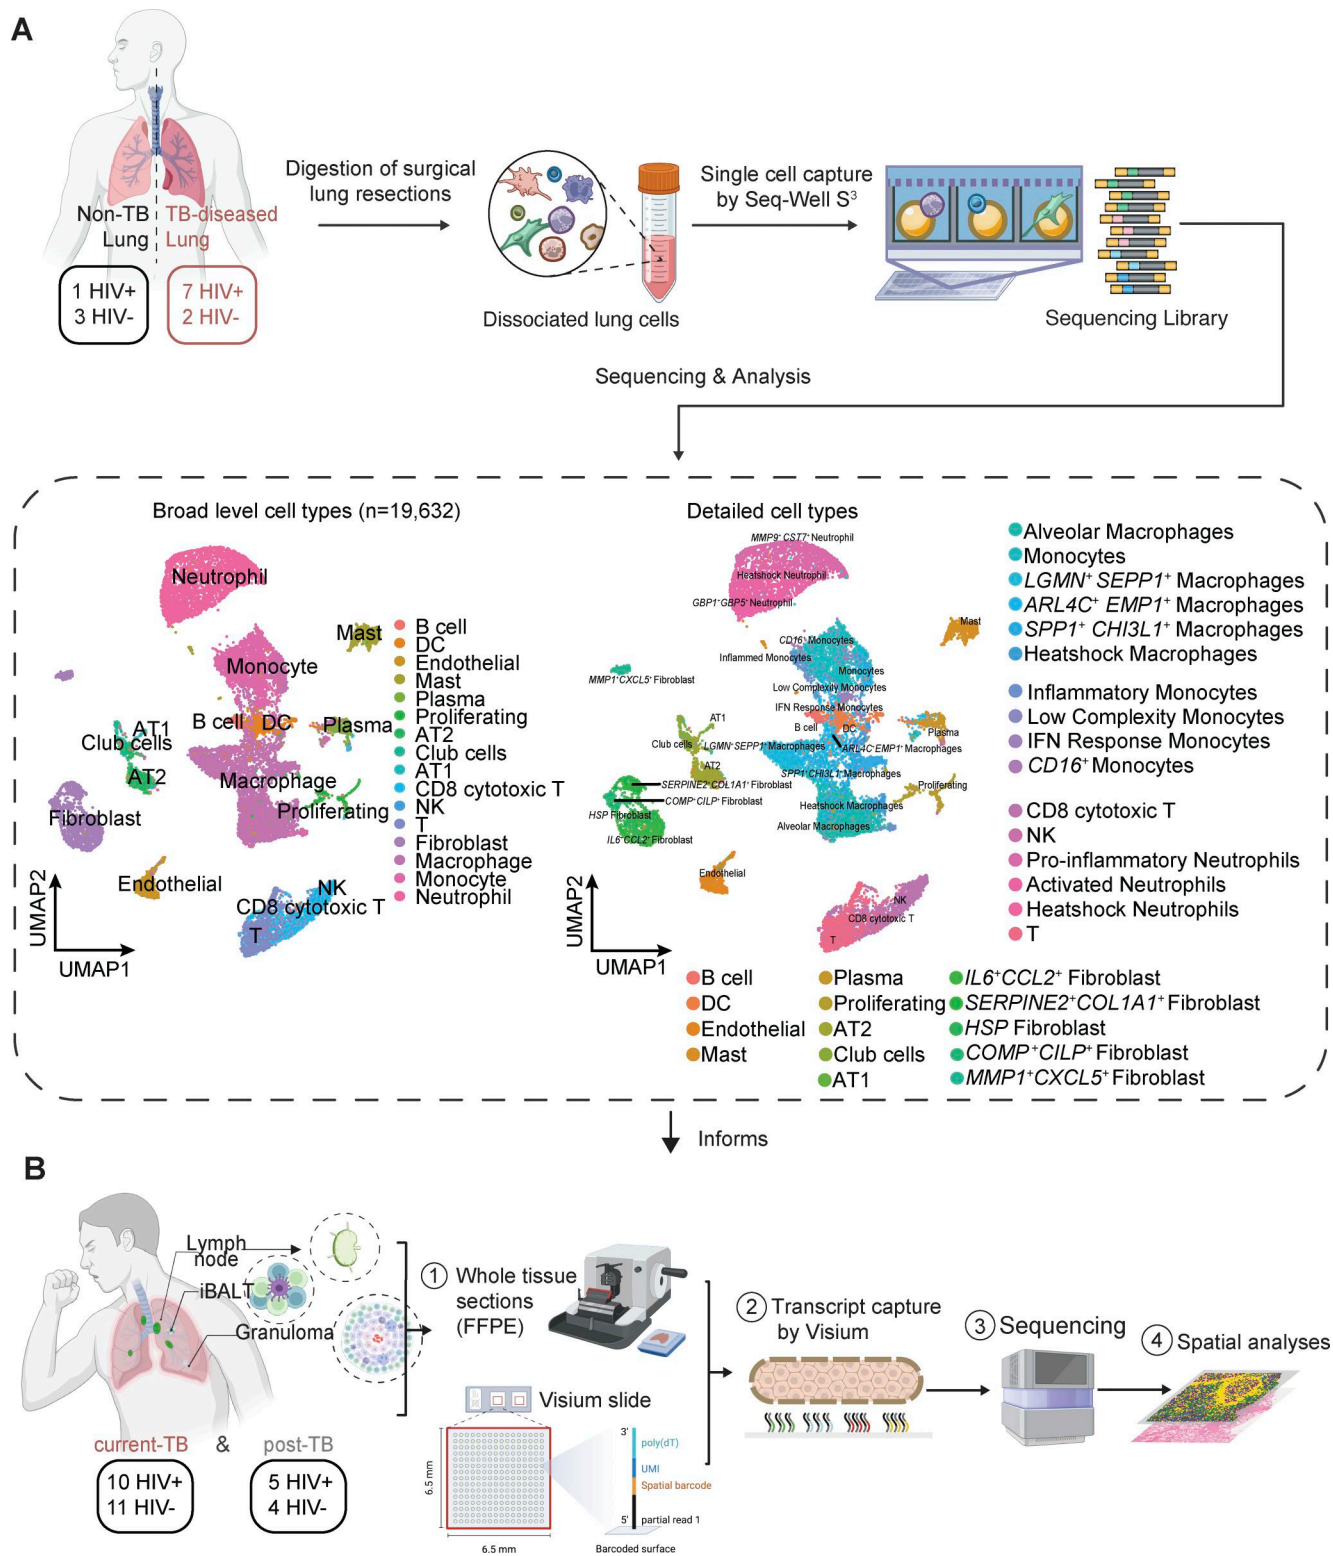 A
Non-TB
Lung
TB-diseased
Lung
1 HIV+
3 HIV-
7 HIV+
2 HIV-
Digestion of surgical
lung resections
Dissociated lung cells
Single cell capture
by Seq-Well S³
Sequencing Library
Sequencing & Analysis
Broad level cell types (n=19,632)
Neutrophil
Mast
Monocyte
B cell
DC
Plasma
AT1
Club cells
AT2
Macrophage
Proliferating
Fibroblast
Endothelial
NK
CD8 cytotoxic T
T
UMAP2
UMAP1
B cell
DC
Endothelial
Mast
Plasma
Proliferating
AT2
Club cells
AT1
CD8 cytotoxic T
NK
T
Fibroblast
Macrophage
Monocyte
Neutrophil
Detailed cell types
MMP9⁺ CST7⁺ Neutrophil
Heatshock Neutrophil
GBP1⁺GBP5⁺ Neutrophil
Mast
CD16⁺ Monocytes
Inflammed Monocytes
Monocytes
MMP1⁺CXCL5⁺ Fibroblast
Low Complexity Monocytes
IFN Response Monocytes
AT1
B cell
DC
Plasma
Club cells
LGMN⁺SEPP1⁺ Macrophages
ARL4C⁺EMP1⁺ Macrophages
AT2
SPP1⁺CHI3L1⁺ Macrophages
SERPINE2⁺COL1A1⁺ Fibroblast
Proliferating
COMP⁺CILP⁺ Fibroblast
Heatshock Macrophages
HSP Fibroblast
Alveolar Macrophages
IL6⁺CCL2⁺ Fibroblast
Endothelial
NK
CD8 cytotoxic T
T
UMAP2
UMAP1
Alveolar Macrophages
Monocytes
LGMN⁺ SEPP1⁺ Macrophages
ARL4C⁺ EMP1⁺ Macrophages
SPP1⁺ CHI3L1⁺ Macrophages
Heatshock Macrophages
Inflammatory Monocytes
Low Complexity Monocytes
IFN Response Monocytes
CD16⁺ Monocytes
CD8 cytotoxic T
NK
Pro-inflammatory Neutrophils
Activated Neutrophils
Heatshock Neutrophils
T
B cell
DC
Endothelial
Mast
Plasma
Proliferating
AT2
Club cells
AT1
IL6⁺CCL2⁺ Fibroblast
SERPINE2⁺COL1A1⁺ Fibroblast
HSP Fibroblast
COMP⁺CILP⁺ Fibroblast
MMP1⁺CXCL5⁺ Fibroblast
Informs
B
Lymph
node
iBALT
Granuloma
current-TB
&
post-TB
10 HIV+
11 HIV-
5 HIV+
4 HIV-
1 Whole tissue
sections
(FFPE)
Visium slide
6.5 mm
6.5 mm
3'
poly(dT)
UMI
Spatial barcode
5'
partial read 1
Barcoded surface
2 Transcript capture
by Visium
3 Sequencing
4 Spatial analyses